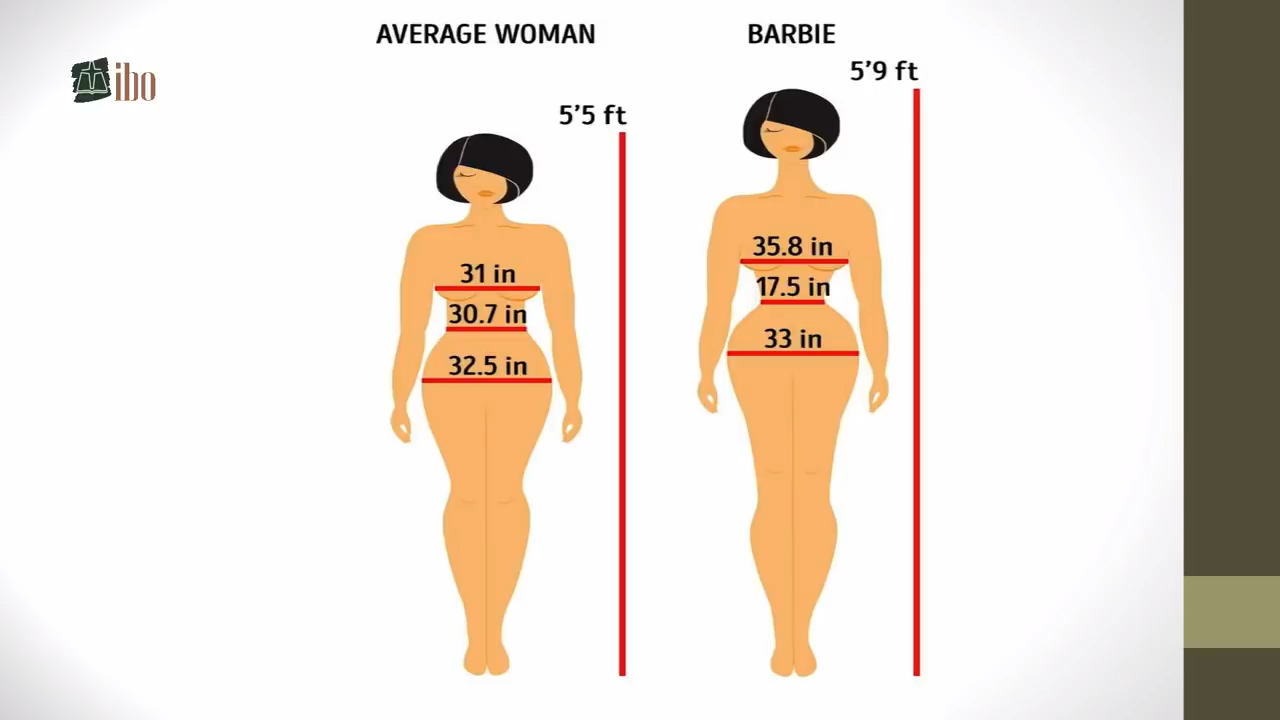 AVERAGE WOMAN
BARBIE
5'9 ft
ibo
5'5 ft
35.8 in
31 in
17.5 in
30.7 in
33 in
32.5 in